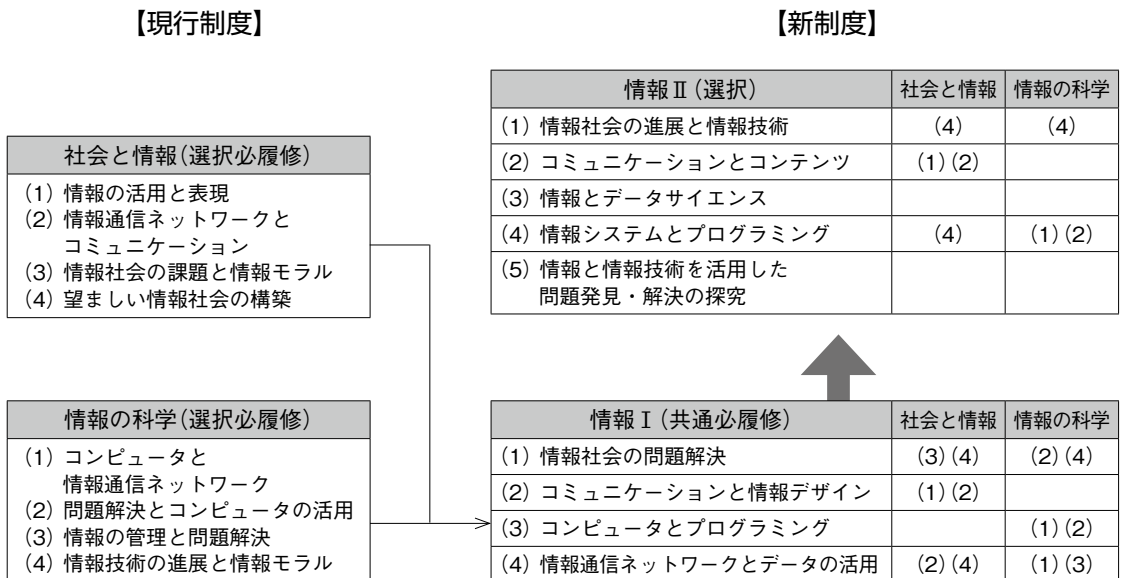 【現行制度】
【新制度】
社会と情報(選択必履修)
(1) 情報の活用と表現
(2) 情報通信ネットワークと
コミュニケーション
(3) 情報社会の課題と情報モラル
(4) 望ましい情報社会の構築
情報の科学(選択必履修)
(1) コンピュータと
情報通信ネットワーク
(2) 問題解決とコンピュータの活用
(3) 情報の管理と問題解決
(4) 情報技術の進展と情報モラル
情報Ⅱ(選択) 社会と情報 情報の科学
(1) 情報社会の進展と情報技術 (4) (4)
(2) コミュニケーションとコンテンツ (1)(2)
(3) 情報とデータサイエンス
(4) 情報システムとプログラミング (4) (1)(2)
(5) 情報と情報技術を活用した
問題発見・解決の探究
情報Ⅰ(共通必履修) 社会と情報 情報の科学
(1) 情報社会の問題解決 (3)(4) (2)(4)
(2) コミュニケーションと情報デザイン (1)(2)
(3) コンピュータとプログラミング (1)(2)
(4) 情報通信ネットワークとデータの活用 (2)(4) (1)(3)